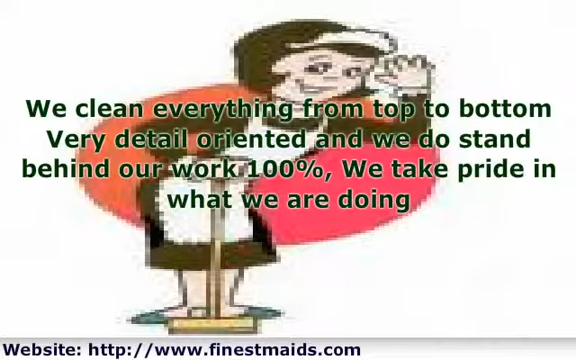 We clean everything from top to bottom
Very detail oriented and we do stand
behind our work 100%, We take pride in
what we are doing
Website: http://www.finestmaids.com